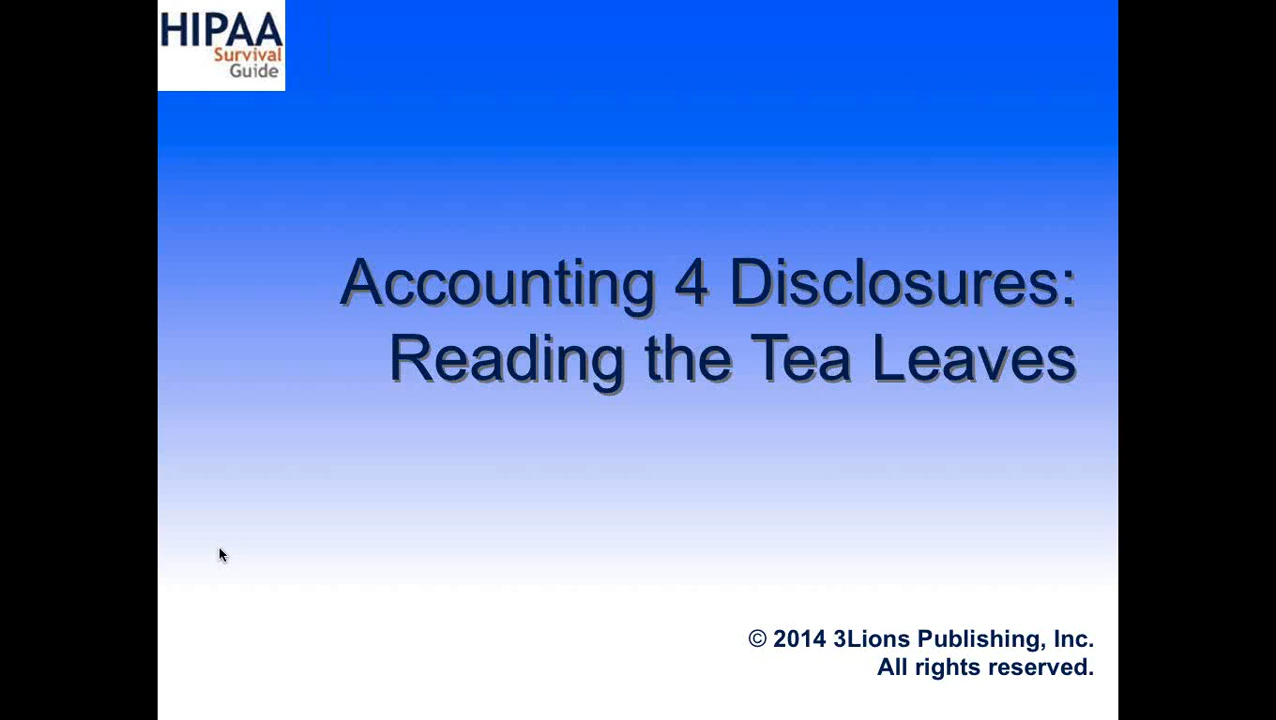 HIPAA
Survival
Guide
Accounting 4 Disclosures:
Reading the Tea Leaves
© 2014 3Lions Publishing, Inc.
All rights reserved.